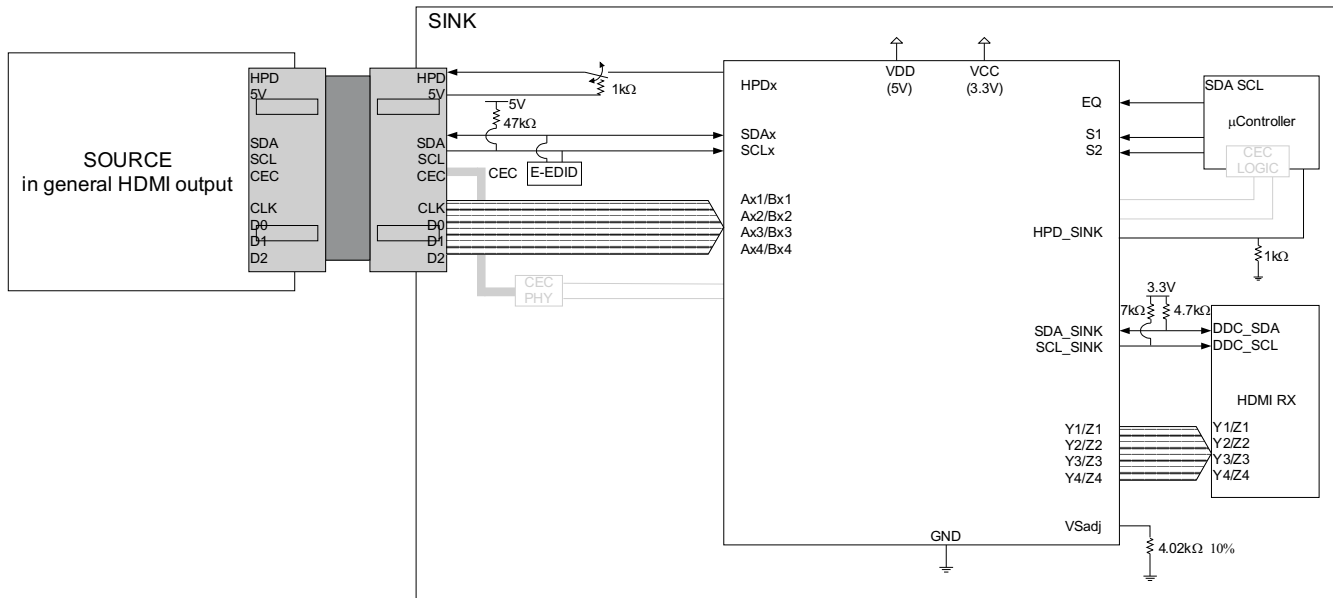 SINK
SOURCE
in general HDMI output
HPD
5V
SDA
SCL
CEC
CLK
D0
D1
D2
HPD
5V
SDA
SCL
CEC
CLK
D0
D1
D2
1kΩ
5V
47kΩ
CEC
E-EDID
CEC
PHY
HPDx
SDAx
SCLx
Ax1/Bx1
Ax2/Bx2
Ax3/Bx3
Ax4/Bx4
VDD
(5V)
VCC
(3.3V)
EQ
S1
S2
HPD_SINK
SDA_SINK
SCL_SINK
Y1/Z1
Y2/Z2
Y3/Z3
Y4/Z4
VSadj
GND
SDA SCL
μController
CEC
LOGIC
1kΩ
3.3V
7kΩ
4.7kΩ
DDC_SDA
DDC_SCL
HDMI RX
Y1/Z1
Y2/Z2
Y3/Z3
Y4/Z4
4.02kΩ 10%